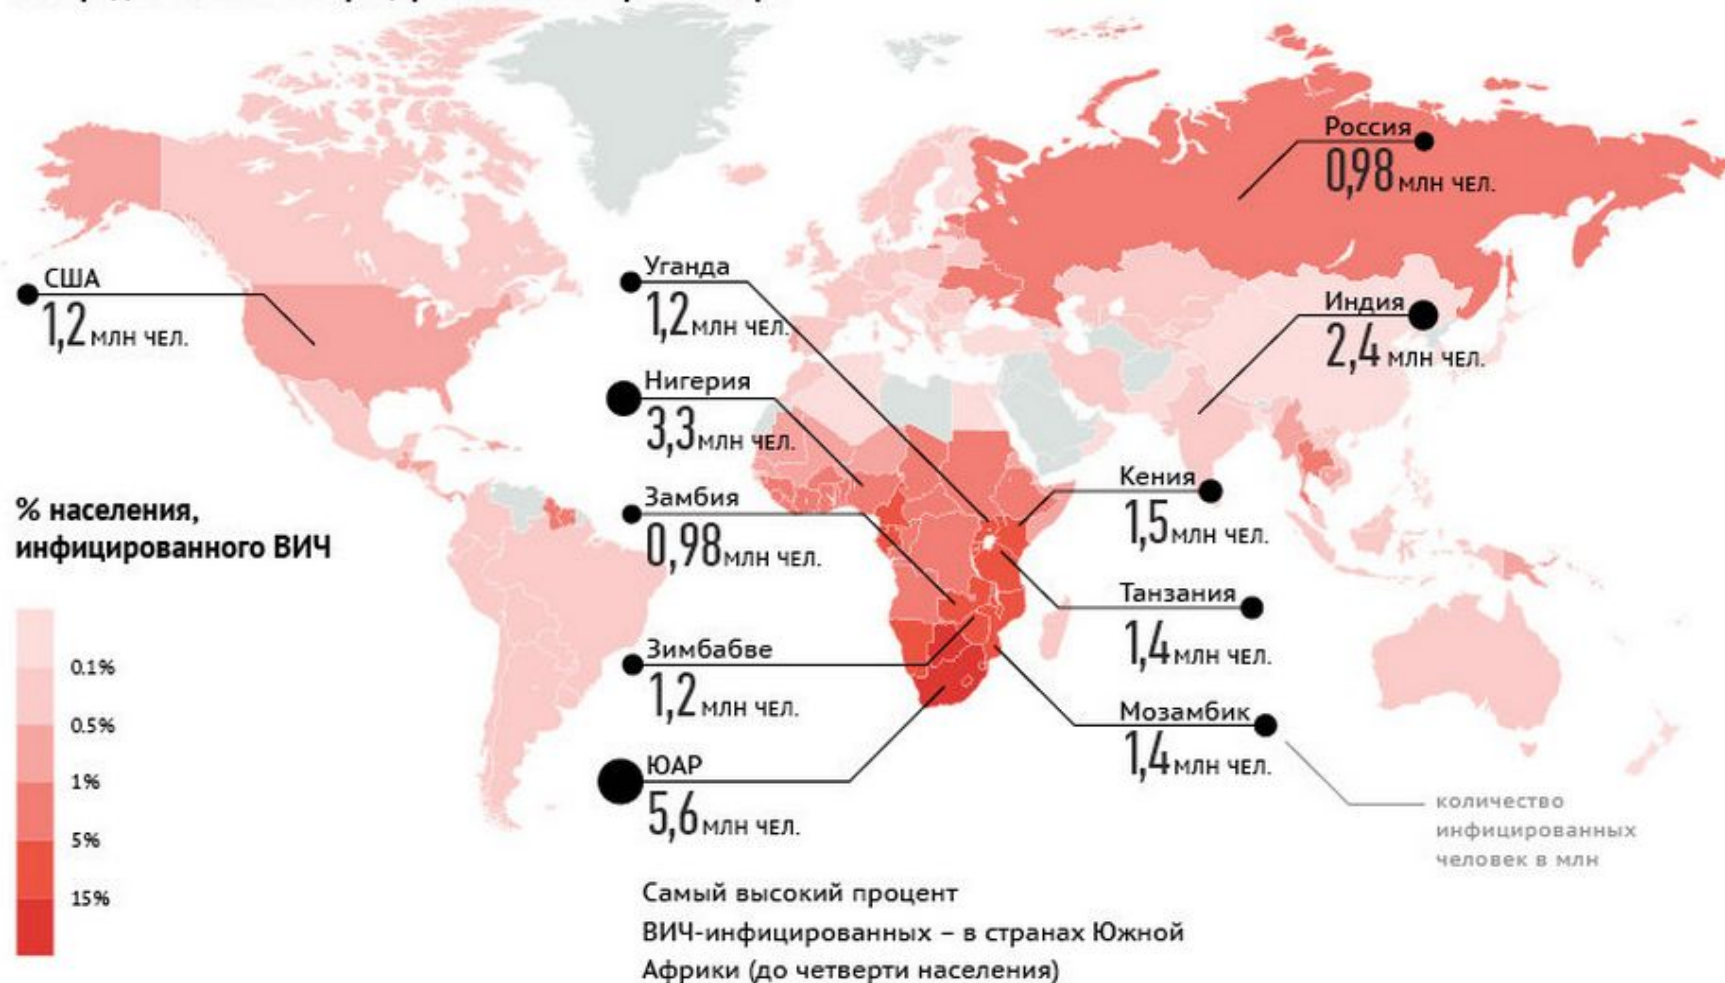 США
1,2 млн чел.
Уганда
1,2 млн чел.
Нигерия
3,3 млн чел.
Замбия
0,98 млн чел.
Зимбабве
1,2 млн чел.
ЮАР
5,6 млн чел.
Россия
0,98 млн чел.
Индия
2,4 млн чел.
Кения
1,5 млн чел.
Танзания
1,4 млн чел.
Мозамбик
1,4 млн чел.
количество
инфицированных
человек в млн
% населения,
инфицированного ВИЧ
0.1%
0.5%
1%
5%
15%
Самый высокий процент
ВИЧ-инфицированных – в странах Южной
Африки (до четверти населения)